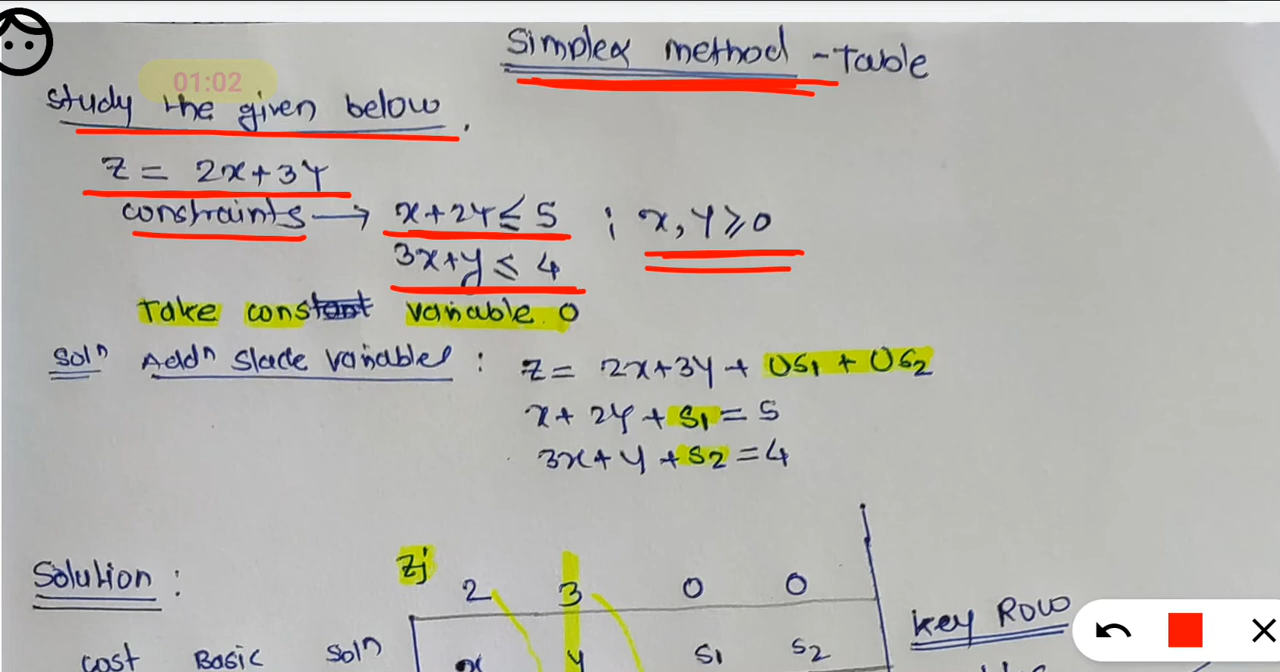 Simplex method - Table
01:02
Study the given below.
Z = 2x+3Y
constraints → x+2Y≤5 ; x,Y≥0
3x+y≤4
Take constant variable 0
Solⁿ Addⁿ Slack variables : Z = 2x+3Y+ 0S₁ + 0S₂
x+ 2Y + S₁ = 5
3x+ Y + S₂ = 4
Solution : Zj 2 3 0 0
Key Row
Cost Basic Solⁿ x Y S₁ S₂